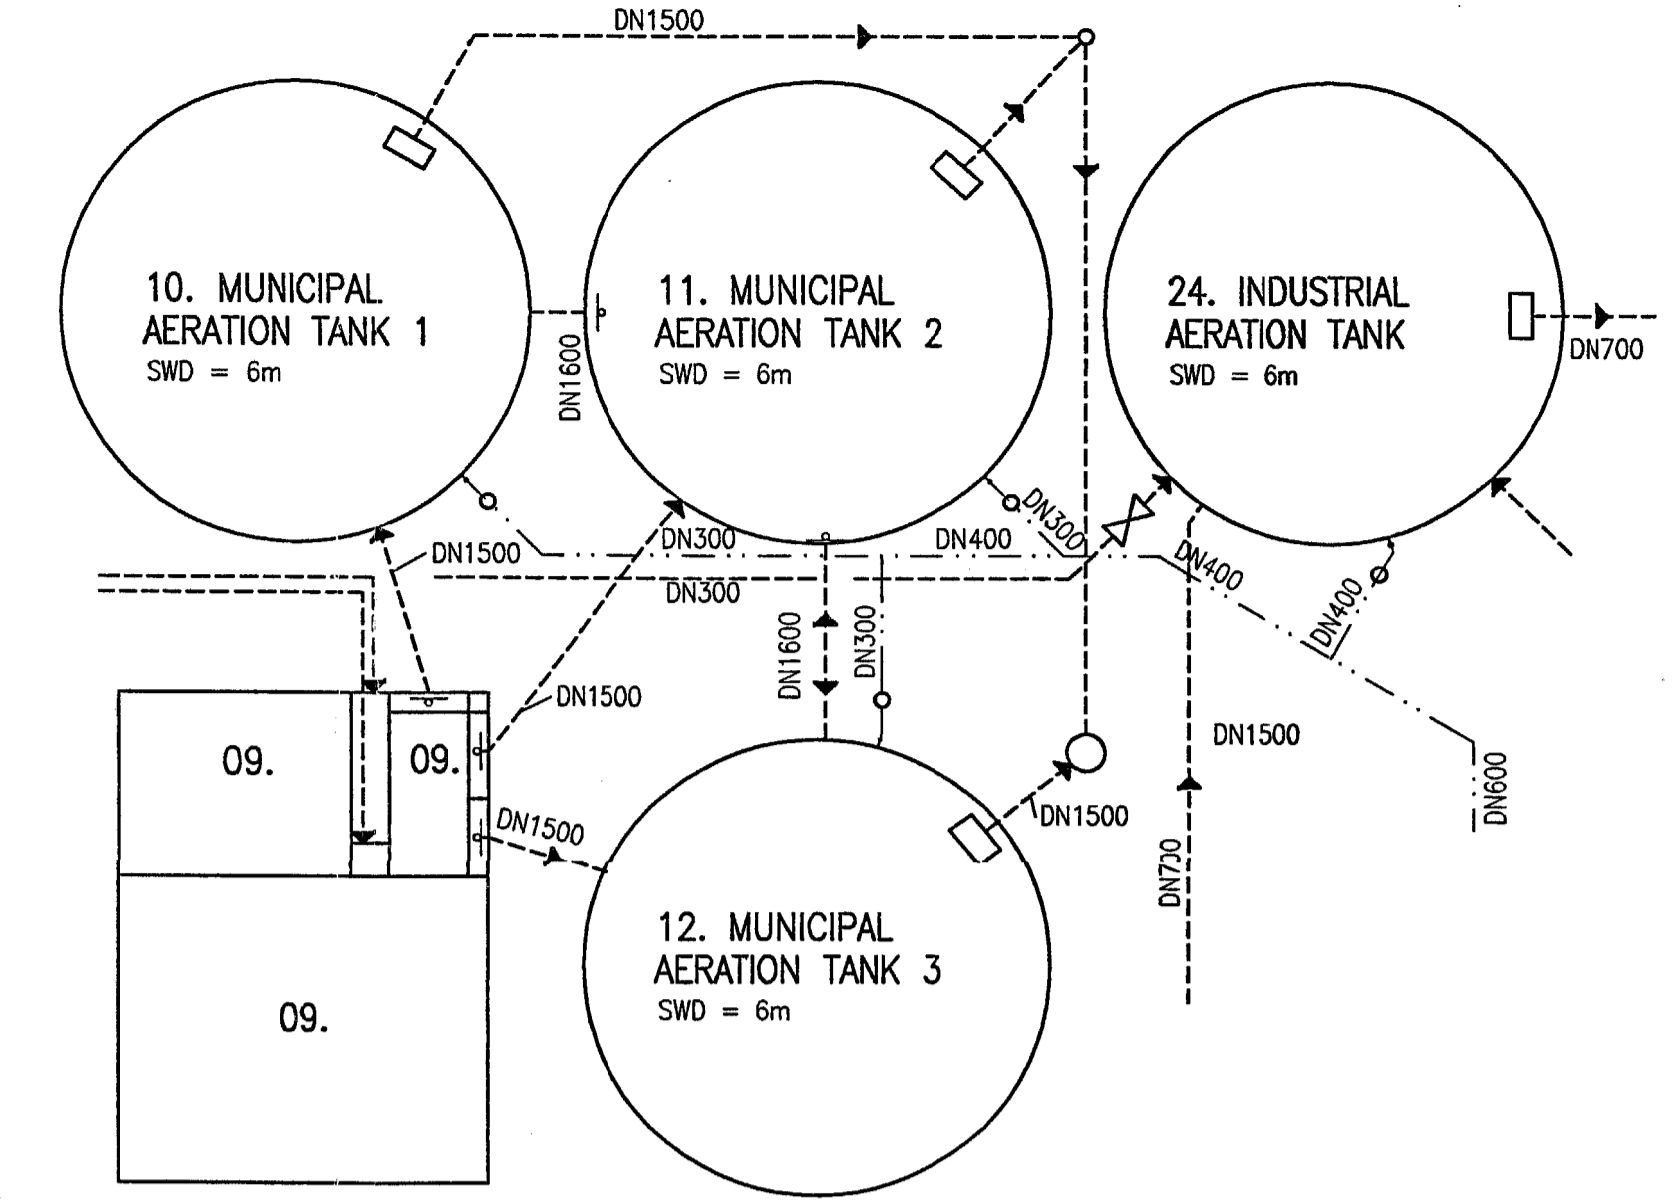 DN1500
10. MUNICIPAL
AERATION TANK 1
SWD = 6m
11. MUNICIPAL
AERATION TANK 2
SWD = 6m
24. INDUSTRIAL
AERATION TANK
SWD = 6m
DN700
DN1600
DN1500
DN300
DN400
DN300
DN400
DN400
DN300
DN1600
DN300
DN1500
DN1500
DN1500
DN600
09.
09.
DN1500
DN700
12. MUNICIPAL
AERATION TANK 3
SWD = 6m
09.